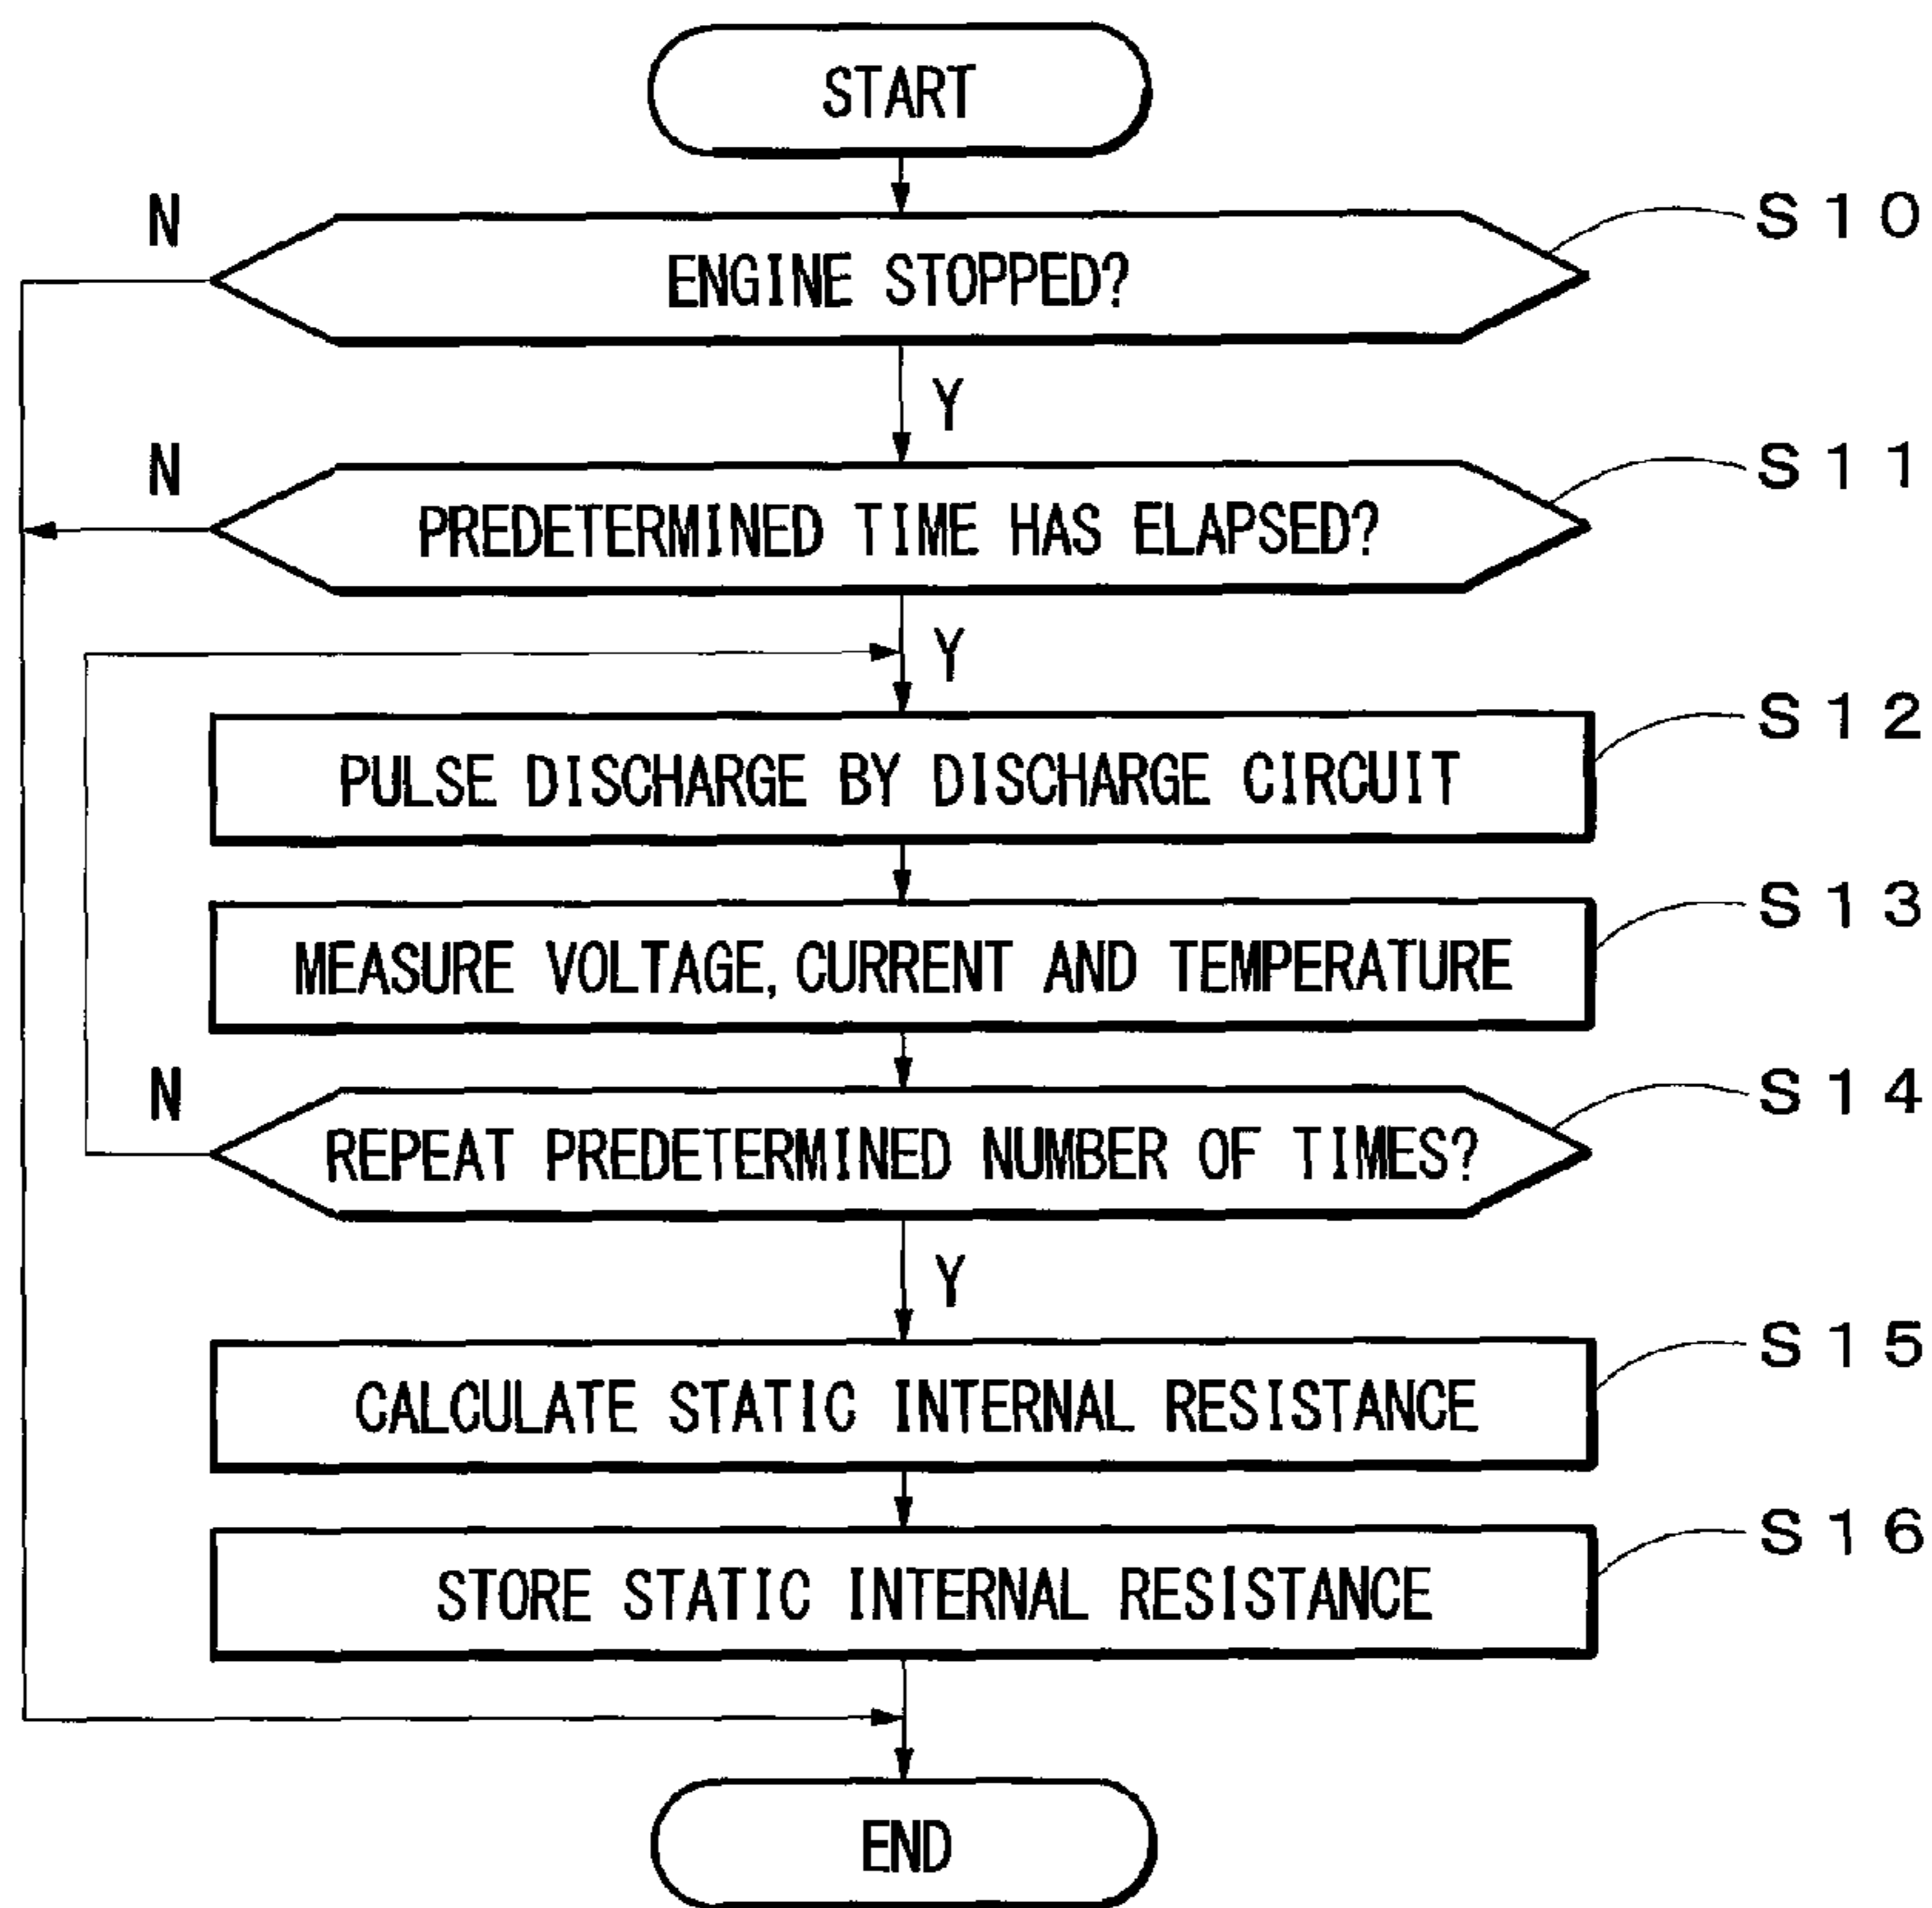 START
N
S10
ENGINE STOPPED?
Y
N
S11
PREDETERMINED TIME HAS ELAPSED?
Y
S12
PULSE DISCHARGE BY DISCHARGE CIRCUIT
S13
MEASURE VOLTAGE, CURRENT AND TEMPERATURE
N
S14
REPEAT PREDETERMINED NUMBER OF TIMES?
Y
S15
CALCULATE STATIC INTERNAL RESISTANCE
S16
STORE STATIC INTERNAL RESISTANCE
END